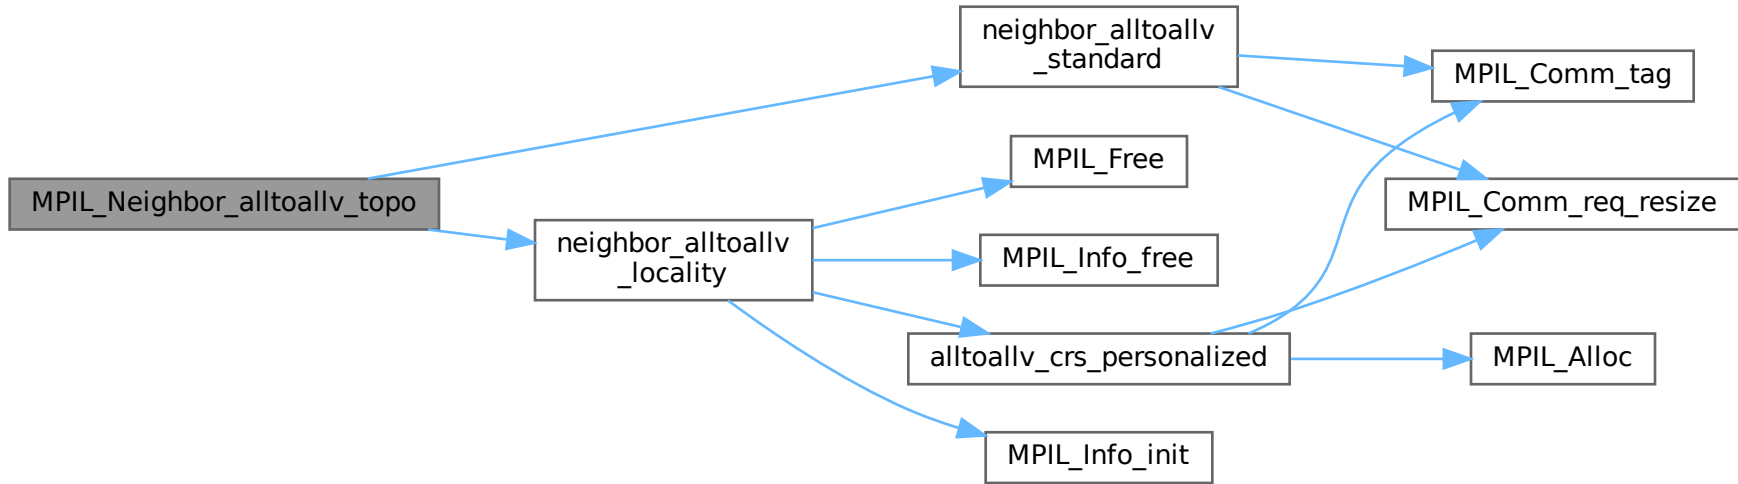 MPIL_Neighbor_alltoallv_topo
neighbor_alltoallv
_standard
neighbor_alltoallv
_locality
MPIL_Free
MPIL_Info_free
alltoallv_crs_personalized
MPIL_Info_init
MPIL_Comm_tag
MPIL_Comm_req_resize
MPIL_Alloc